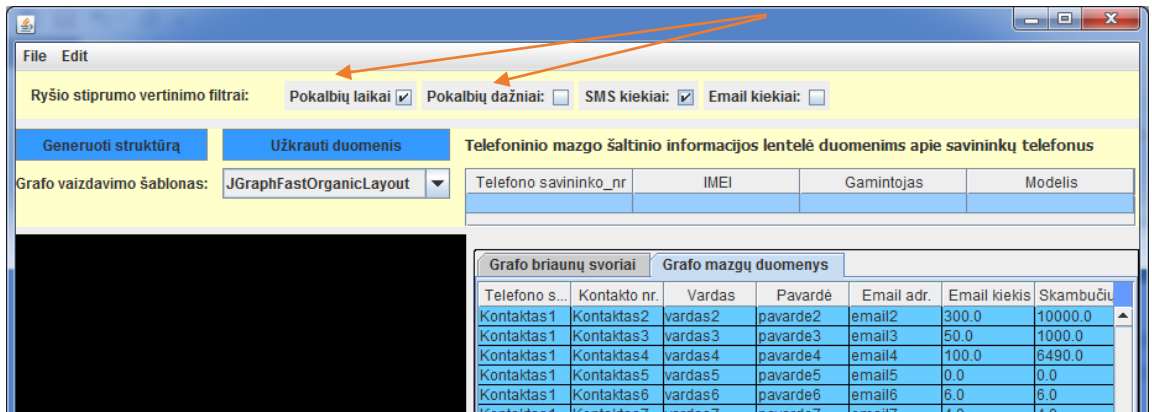 File Edit
Ryšio stiprumo vertinimo filtrai: Pokalbių laikai Pokalbių dažniai: SMS kiekiai: Email kiekiai:
Generuoti struktūrą Užkrauti duomenis Telefoninio mazgo šaltinio informacijos lentelė duomenims apie savininkų telefonus
Grafo vaizdavimo šablonas: JGraphFastOrganicLayout Telefono savininko_nr IMEI Gamintojas Modelis
Grafo briaunų svoriai Grafo mazgų duomenys
Telefono s... Kontakto nr. Vardas Pavardė Email adr. Email kiekis Skambučiu
Kontaktas1 Kontaktas2 vardas2 pavarde2 email2 300.0 10000.0
Kontaktas1 Kontaktas3 vardas3 pavarde3 email3 50.0 1000.0
Kontaktas1 Kontaktas4 vardas4 pavarde4 email4 100.0 6490.0
Kontaktas1 Kontaktas5 vardas5 pavarde5 email5 0.0 0.0
Kontaktas1 Kontaktas6 vardas6 pavarde6 email6 6.0 6.0